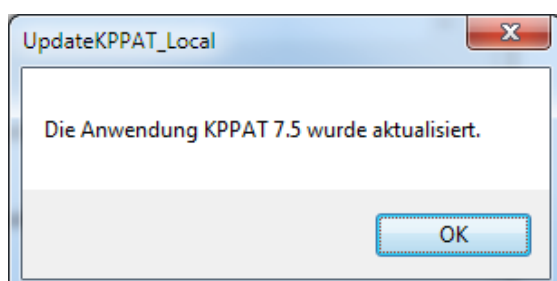 UpdateKPPAT_Local
Die Anwendung KPPAT 7.5 wurde aktualisiert.
OK